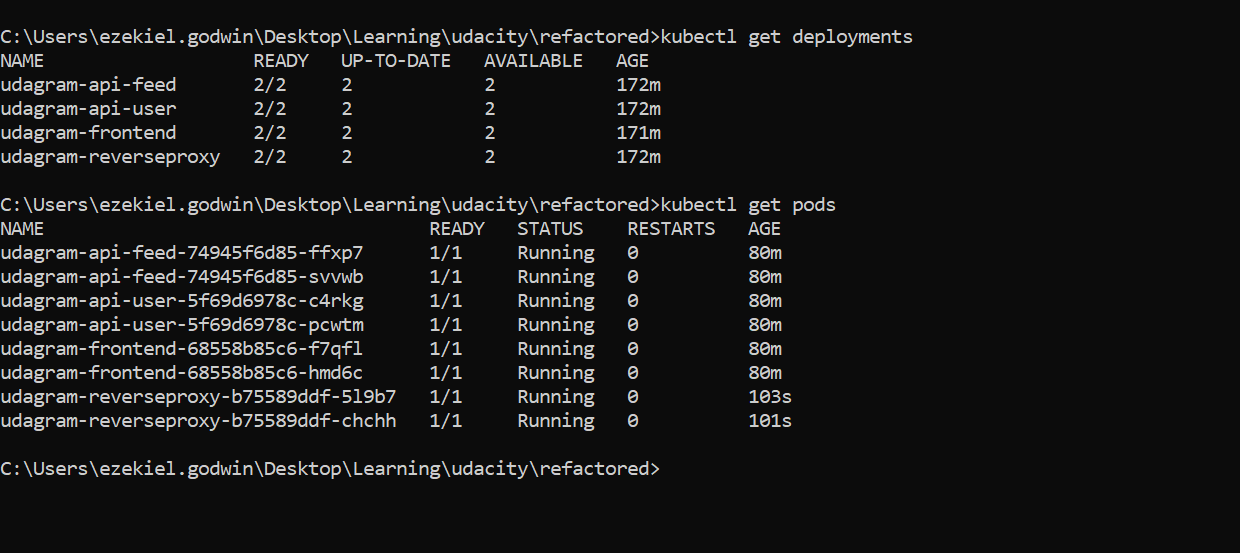 C:\Users\ezekiel.godwin\Desktop\Learning\udacity\refactored>kubectl get deployments
NAME                   READY   UP-TO-DATE   AVAILABLE   AGE
udagram-api-feed       2/2     2            2           172m
udagram-api-user       2/2     2            2           172m
udagram-frontend       2/2     2            2           171m
udagram-reverseproxy   2/2     2            2           172m
C:\Users\ezekiel.godwin\Desktop\Learning\udacity\refactored>kubectl get pods
NAME                                   READY   STATUS    RESTARTS   AGE
udagram-api-feed-74945f6d85-ffxp7      1/1     Running   0          80m
udagram-api-feed-74945f6d85-svvwb      1/1     Running   0          80m
udagram-api-user-5f69d6978c-c4rkg      1/1     Running   0          80m
udagram-api-user-5f69d6978c-pcwtm      1/1     Running   0          80m
udagram-frontend-68558b85c6-f7qfl      1/1     Running   0          80m
udagram-frontend-68558b85c6-hmd6c      1/1     Running   0          80m
udagram-reverseproxy-b75589ddf-5l9b7   1/1     Running   0          103s
udagram-reverseproxy-b75589ddf-chchh   1/1     Running   0          101s
C:\Users\ezekiel.godwin\Desktop\Learning\udacity\refactored>